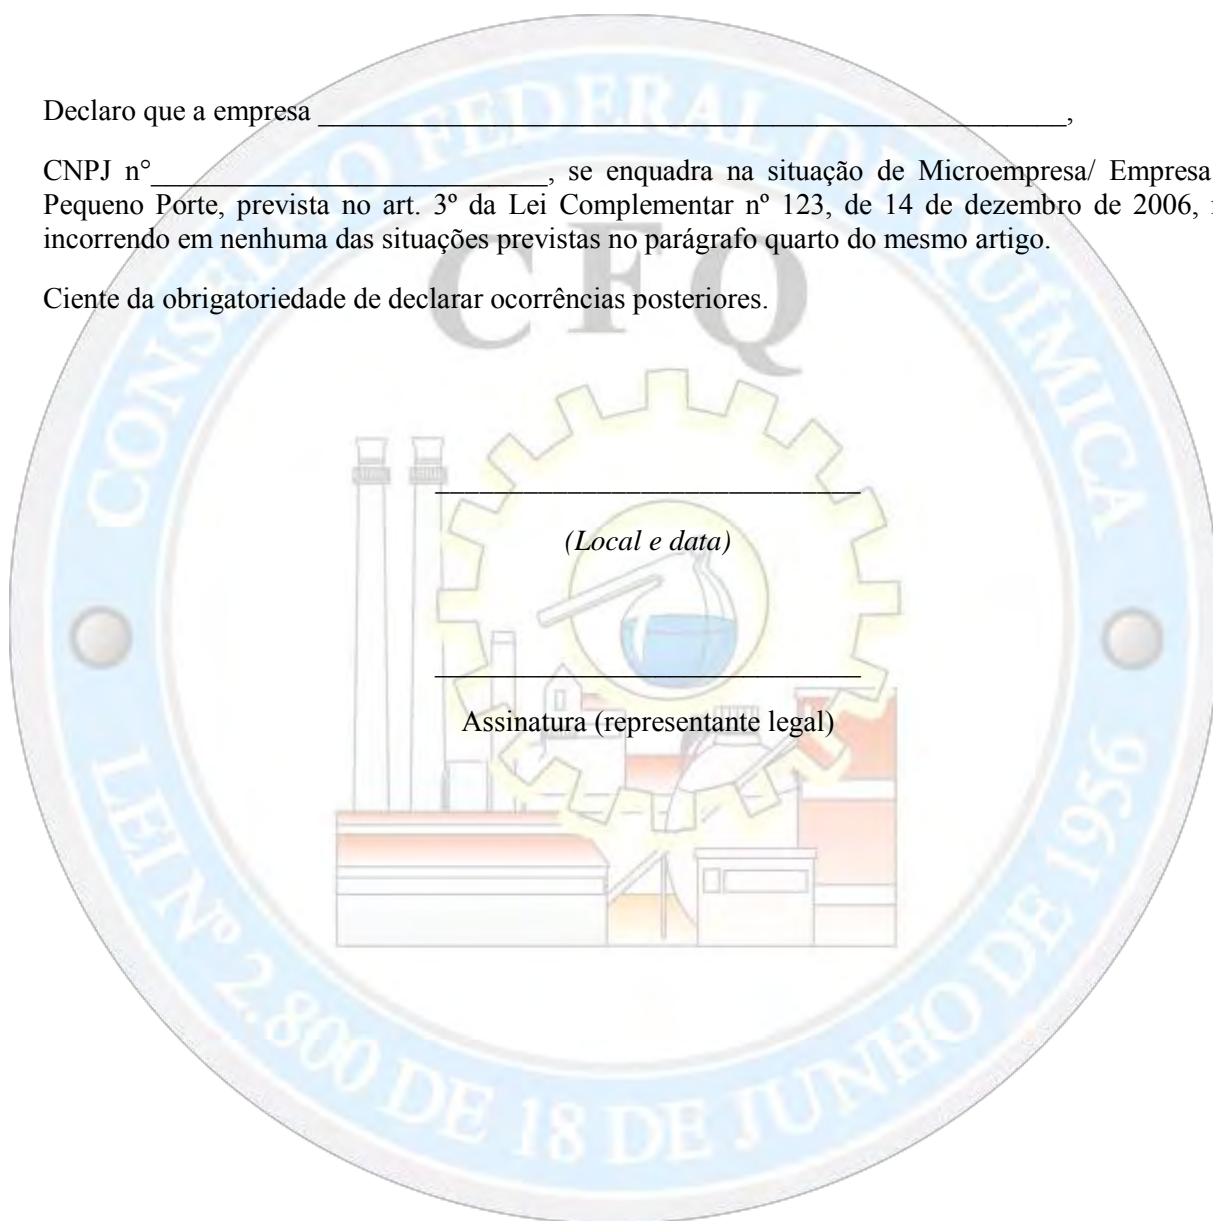 Declaro que a empresa ____________________________________________________,
CNPJ n°___________________________, se enquadra na situação de Microempresa/ Empresa
Pequeno Porte, prevista no art. 3º da Lei Complementar nº 123, de 14 de dezembro de 2006,
incorrendo em nenhuma das situações previstas no parágrafo quarto do mesmo artigo.
Ciente da obrigatoriedade de declarar ocorrências posteriores.
_____________________________
(Local e data)
_____________________________
Assinatura (representante legal)
CONSELHO FEDERAL DE QUÍMICA
CFQ
LEI Nº 2.800 DE 18 DE JUNHO DE 1956